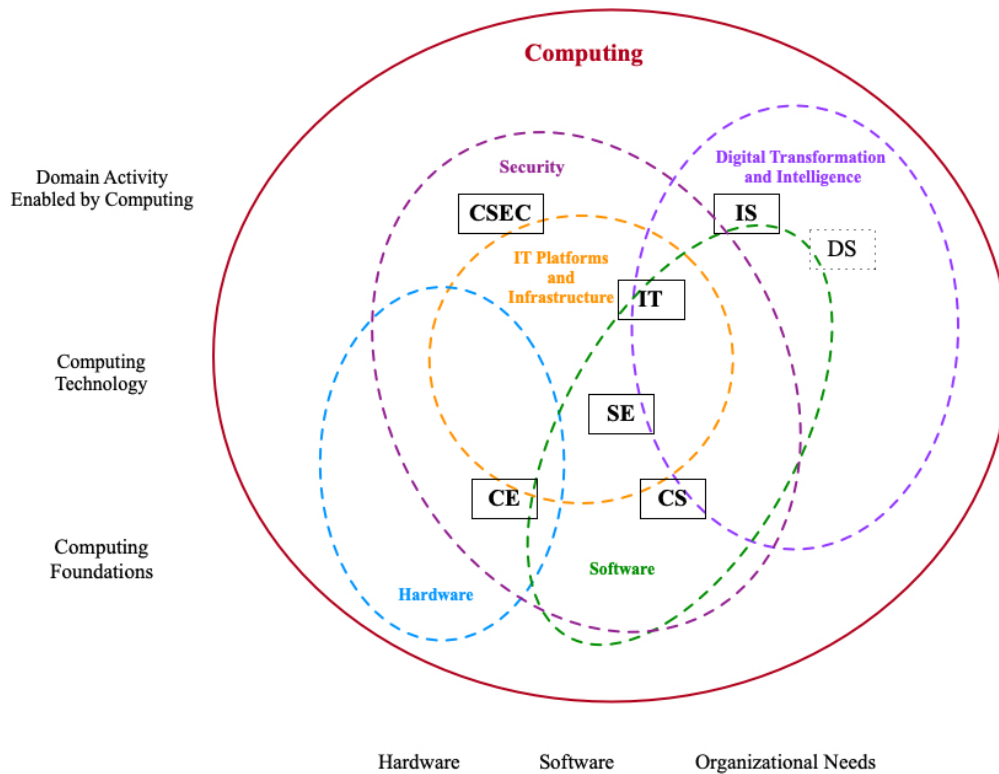 Computing
Domain Activity
Enabled by Computing
Security
Digital Transformation
and Intelligence
CSEC
IS
DS
IT Platforms
and
Infrastructure
IT
Computing
Technology
SE
CE
CS
Computing
Foundations
Software
Hardware
Hardware
Software
Organizational Needs